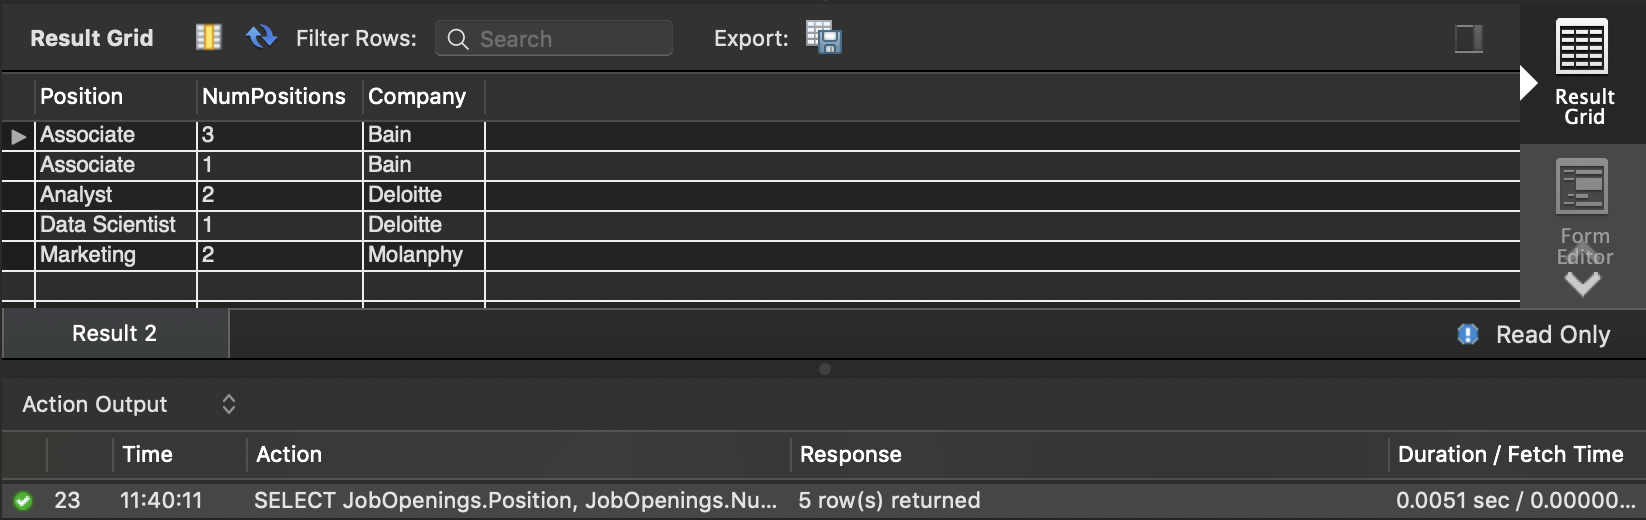 Result Grid Filter Rows: Search Export:
Result
Grid
Position NumPositions Company
Associate 3 Bain
Associate 1 Bain
Analyst 2 Deloitte
Data Scientist 1 Deloitte
Marketing 2 Molanphy
Form
Editor
Result 2 Read Only
Action Output
Time Action Response Duration / Fetch Time
23 11:40:11 SELECT JobOpenings.Position, JobOpenings.Nu... 5 row(s) returned 0.0051 sec / 0.00000...